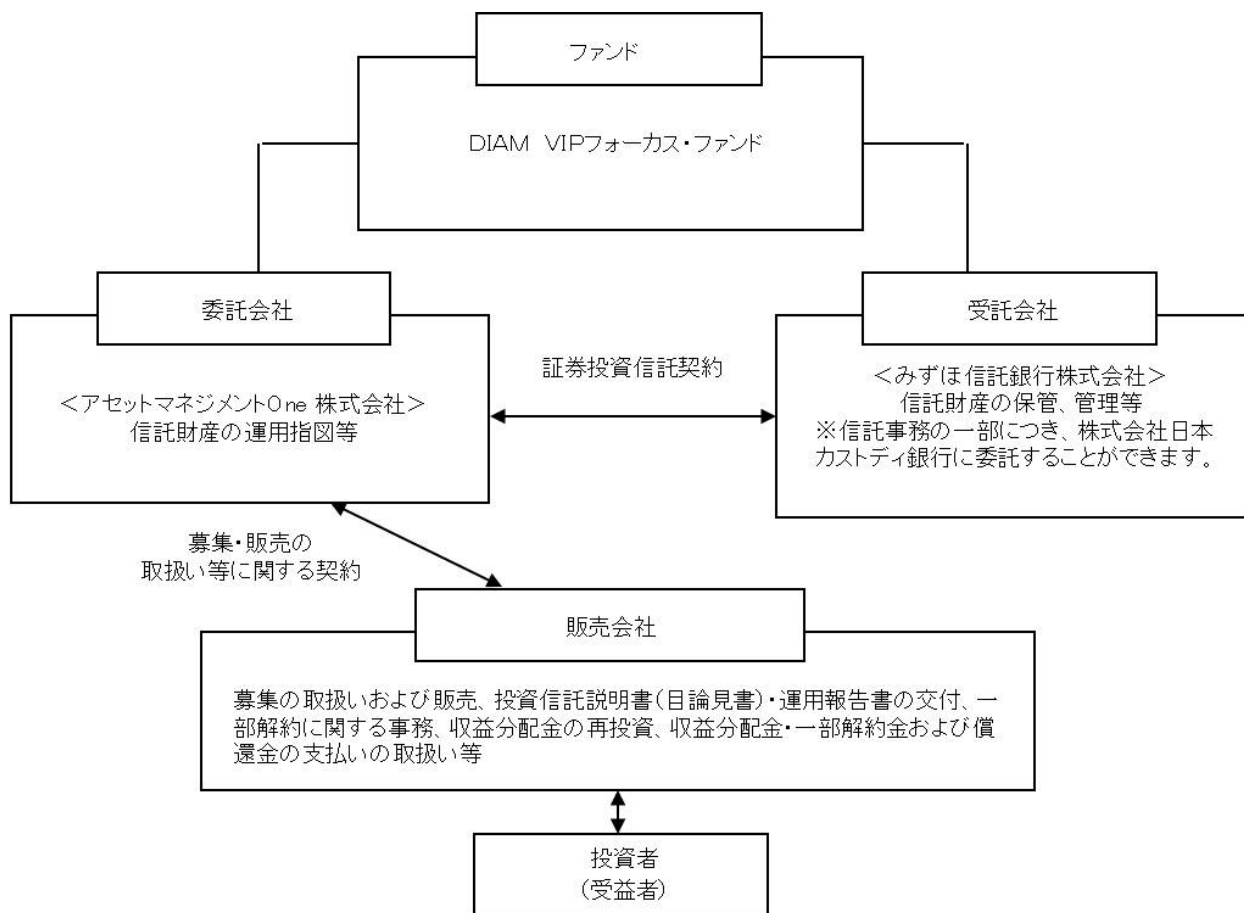 ファンド
DIAM VIPフォーカス・ファンド
委託会社
受託会社
＜アセットマネジメントOne 株式会社＞
信託財産の運用指図等
証券投資信託契約
＜みずほ信託銀行株式会社＞
信託財産の保管、管理等
※信託事務の一部につき、株式会社日本
カストディ銀行に委託することができます。
募集・販売の
取扱い等に関する契約
販売会社
募集の取扱いおよび販売、投資信託説明書(目論見書)・運用報告書の交付、一
部解約に関する事務、収益分配金の再投資、収益分配金・一部解約金および償
還金の支払いの取扱い等
投資者
(受益者)